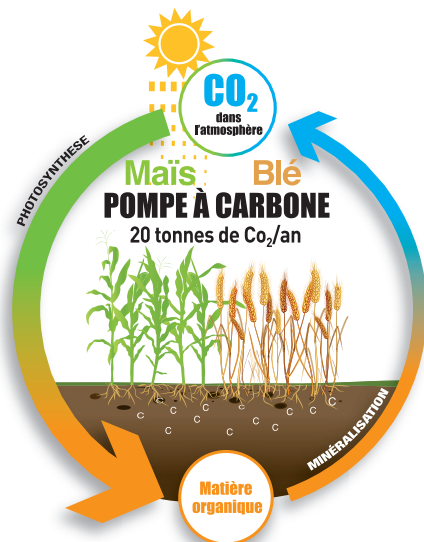 CO2
dans
l'atmosphère
PHOTOSYNTHESE
Maïs Blé
POMPE À CARBONE
20 tonnes de Co2/an
C C C C C C C C C C C C
MINÉRALISATION
Matière
organique